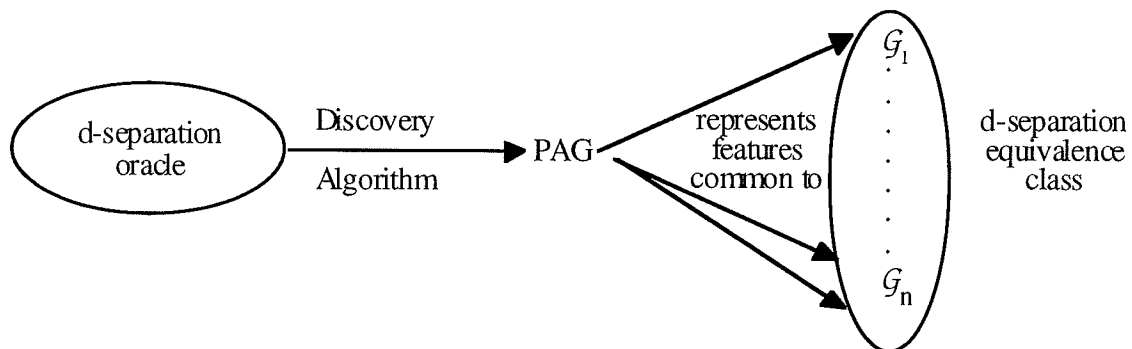 d-separation
oracle
Discovery
Algorithm
PAG
represents
features
common to
𝒢₁
𝒢ₙ
d-separation
equivalence
class